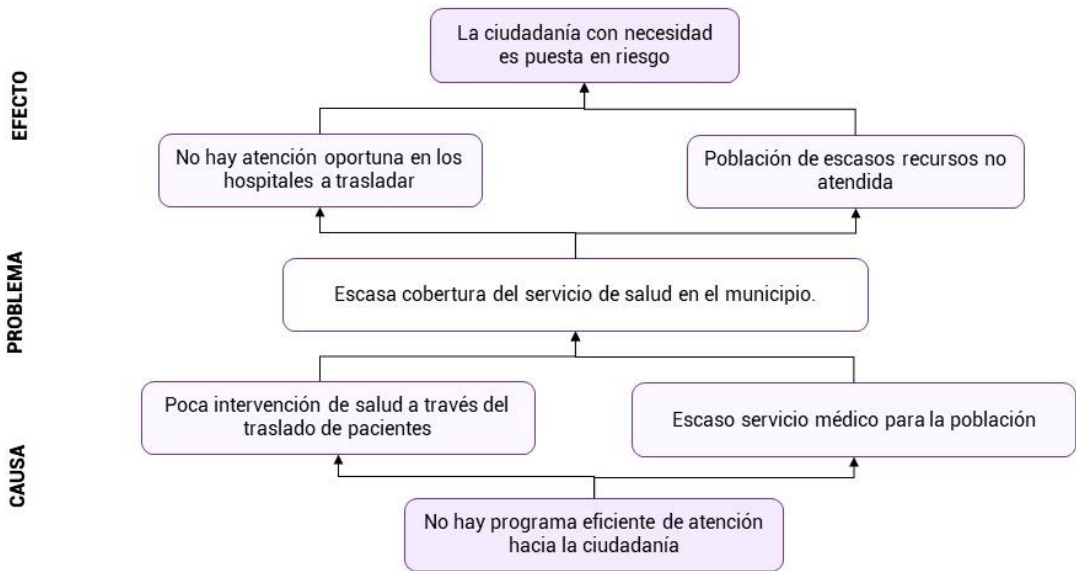 La ciudadanía con necesidad
es puesta en riesgo
EFECTO
No hay atención oportuna en los
hospitales a trasladar
Población de escasos recursos no
atendida
PROBLEMA
Escasa cobertura del servicio de salud en el municipio.
Poca intervención de salud a través del
traslado de pacientes
Escaso servicio médico para la población
CAUSA
No hay programa eficiente de atención
hacia la ciudadanía